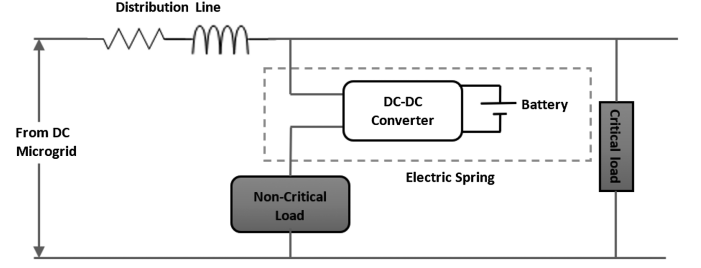 Distribution Line
DC-DC
Converter
Battery
From DC
Microgrid
Critical load
Electric Spring
Non-Critical
Load